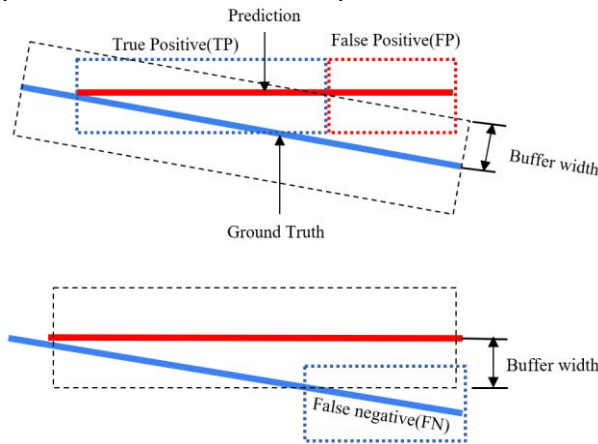 Prediction
True Positive(TP)
False Positive(FP)
Buffer width
Ground Truth
Buffer width
False negative(FN)